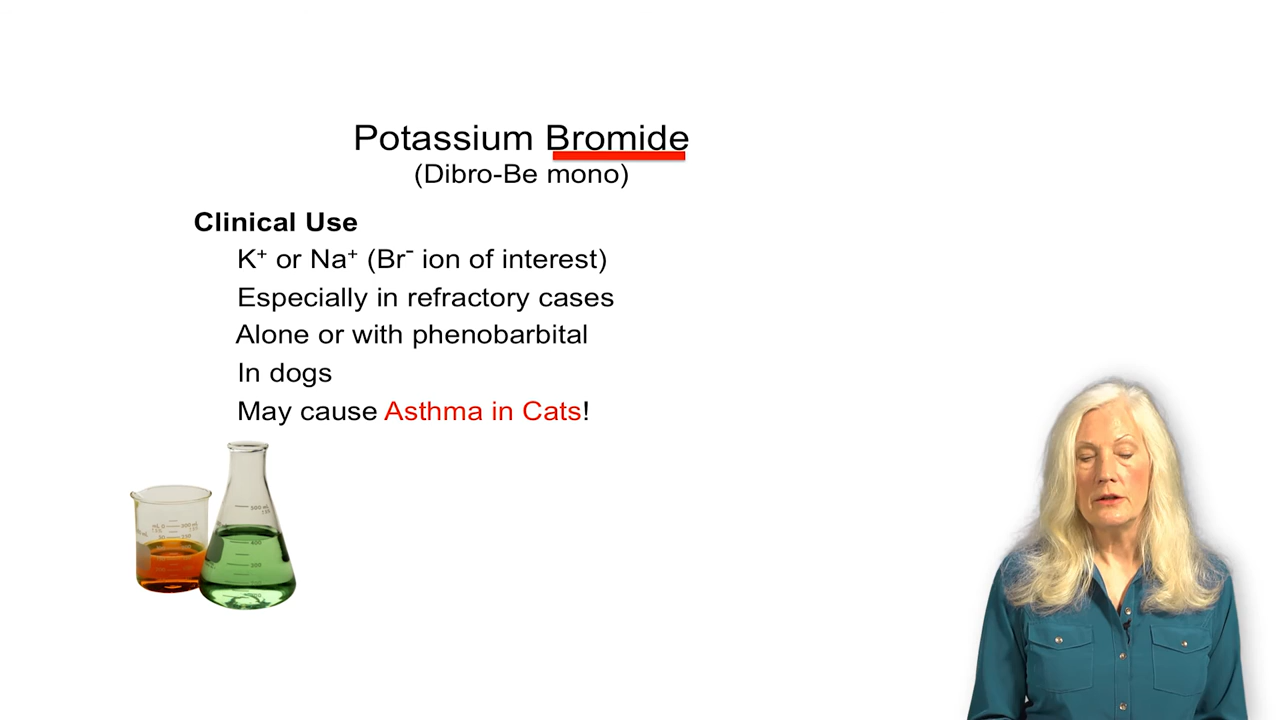 Potassium Bromide
(Dibro-Be mono)
Clinical Use
K⁺ or Na⁺ (Br⁻ ion of interest)
Especially in refractory cases
Alone or with phenobarbital
In dogs
May cause Asthma in Cats!